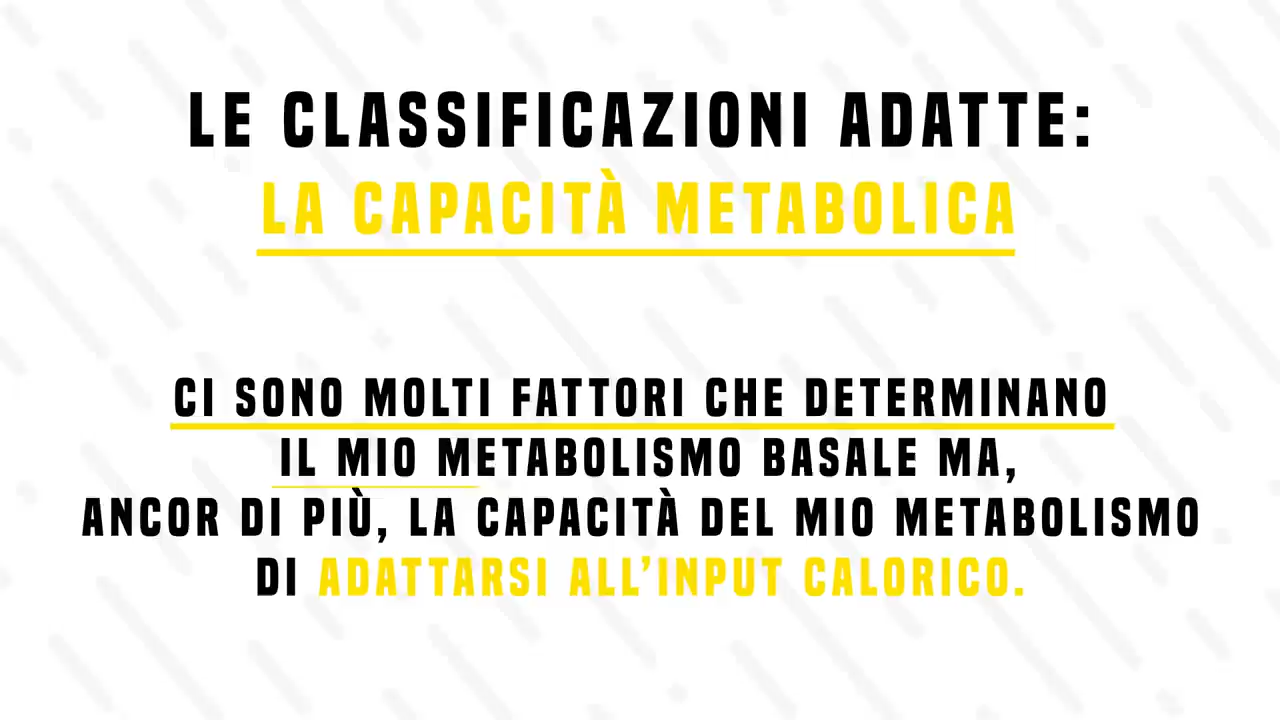 LE CLASSIFICAZIONI ADATTE:
LA CAPACITÀ METABOLICA
CI SONO MOLTI FATTORI CHE DETERMINANO
IL MIO METABOLISMO BASALE MA,
ANCOR DI PIÙ, LA CAPACITÀ DEL MIO METABOLISMO
DI ADATTARSI ALL'INPUT CALORICO.